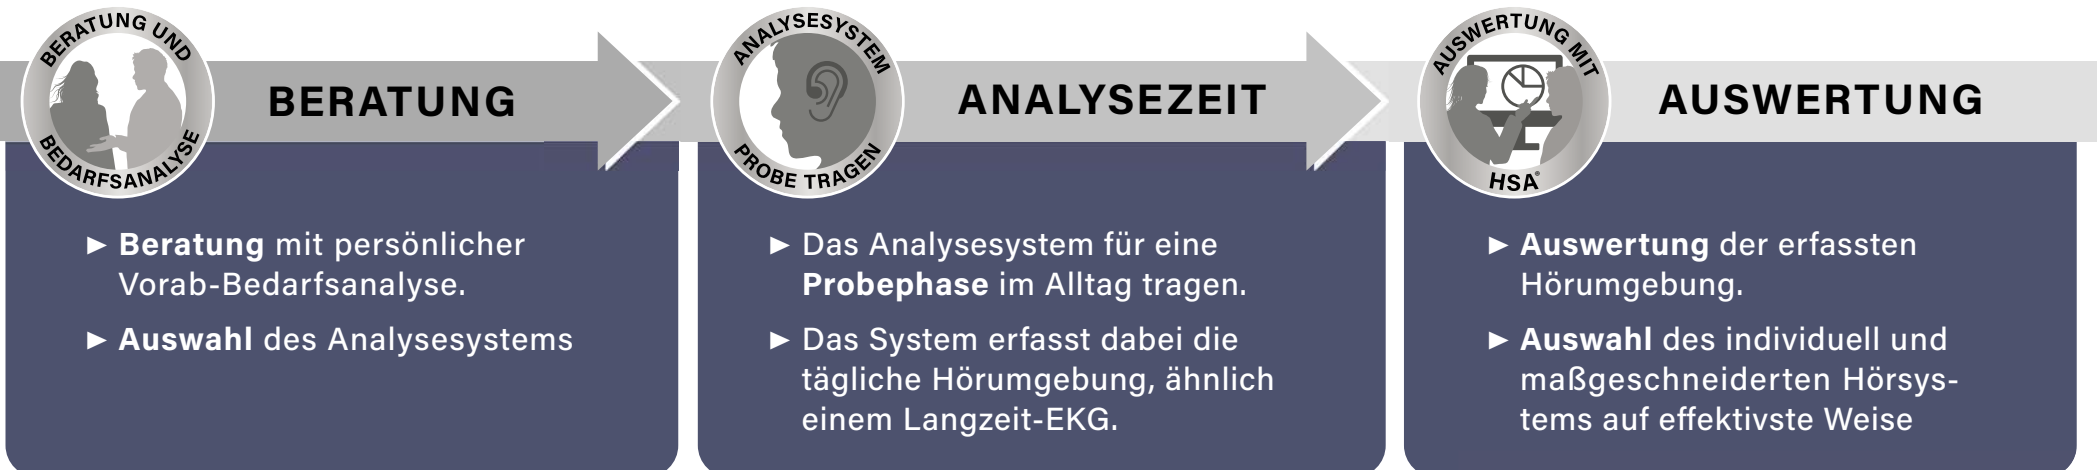 BERATUNG UND
BEDARFSANALYSE
BERATUNG
► Beratung mit persönlicher
Vorab-Bedarfsanalyse.
► Auswahl des Analysesystems
ANALYSESYSTEM
PROBE TRAGEN
ANALYSEZEIT
► Das Analysesystem für eine
Probephase im Alltag tragen.
► Das System erfasst dabei die
tägliche Hörumgebung, ähnlich
einem Langzeit-EKG.
AUSWERTUNG MIT
HSA®
AUSWERTUNG
► Auswertung der erfassten
Hörumgebung.
► Auswahl des individuell und
maßgeschneiderten Hörsys-
tems auf effektivste Weise